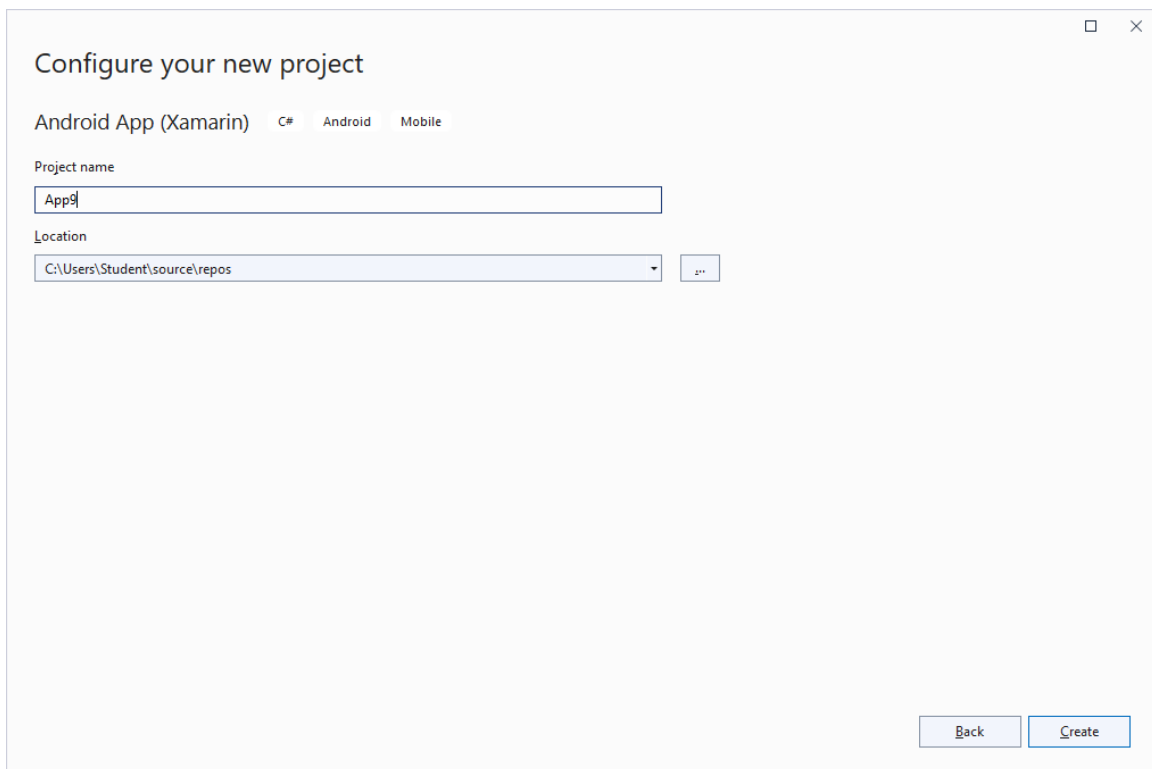 Configure your new project
Android App (Xamarin) C# Android Mobile
Project name
App9
Location
C:\Users\Student\source\repos
...
Back Create